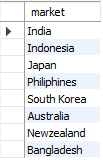 market
India
Indonesia
Japan
Philiphines
South Korea
Australia
Newzealand
Bangladesh